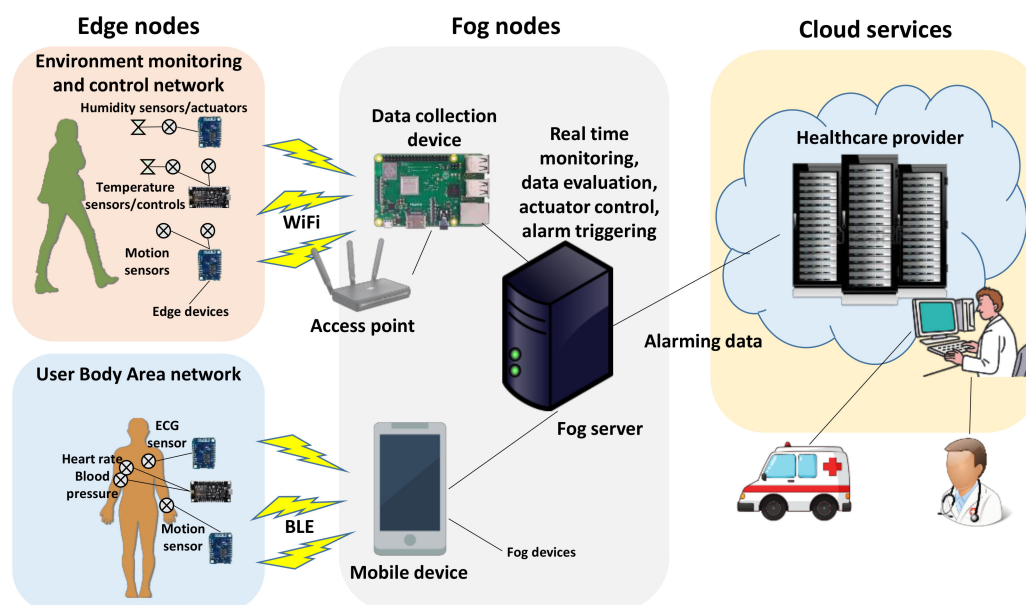 Edge nodes
Environment monitoring
and control network
Humidity sensors/actuators
Temperature
sensors/controls
Motion
sensors
Edge devices
WiFi
User Body Area network
ECG
sensor
Heart rate
Blood
pressure
Motion
sensor
BLE
Fog nodes
Data collection
device
Real time
monitoring,
data evaluation,
actuator control,
alarm triggering
Access point
Fog server
Mobile device
Fog devices
Cloud services
Healthcare provider
Alarming data